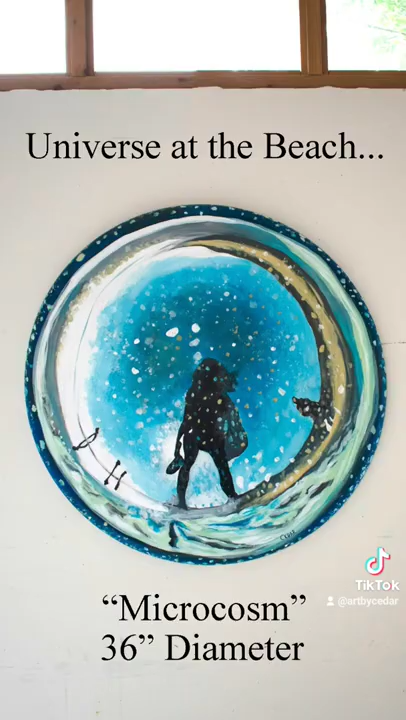 Universe at the Beach...
TikTok
@artbycedar
“Microcosm”
36” Diameter